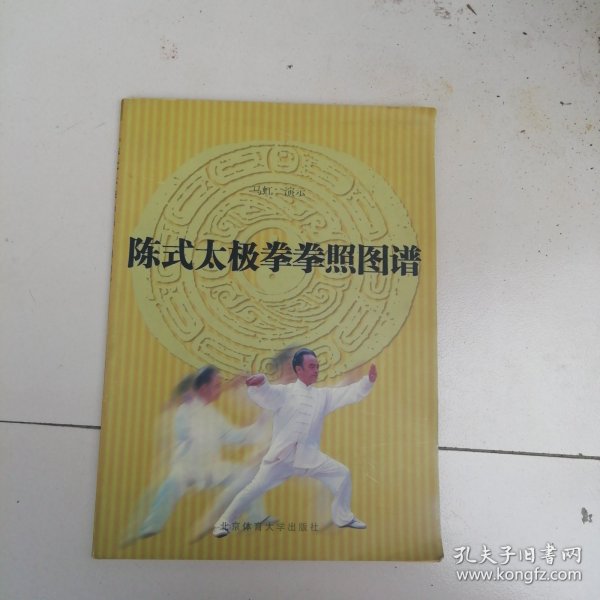 马虹 演示
陈式太极拳拳照图谱
北京体育大学出版社
孔夫子旧书网
www.kongfz.com